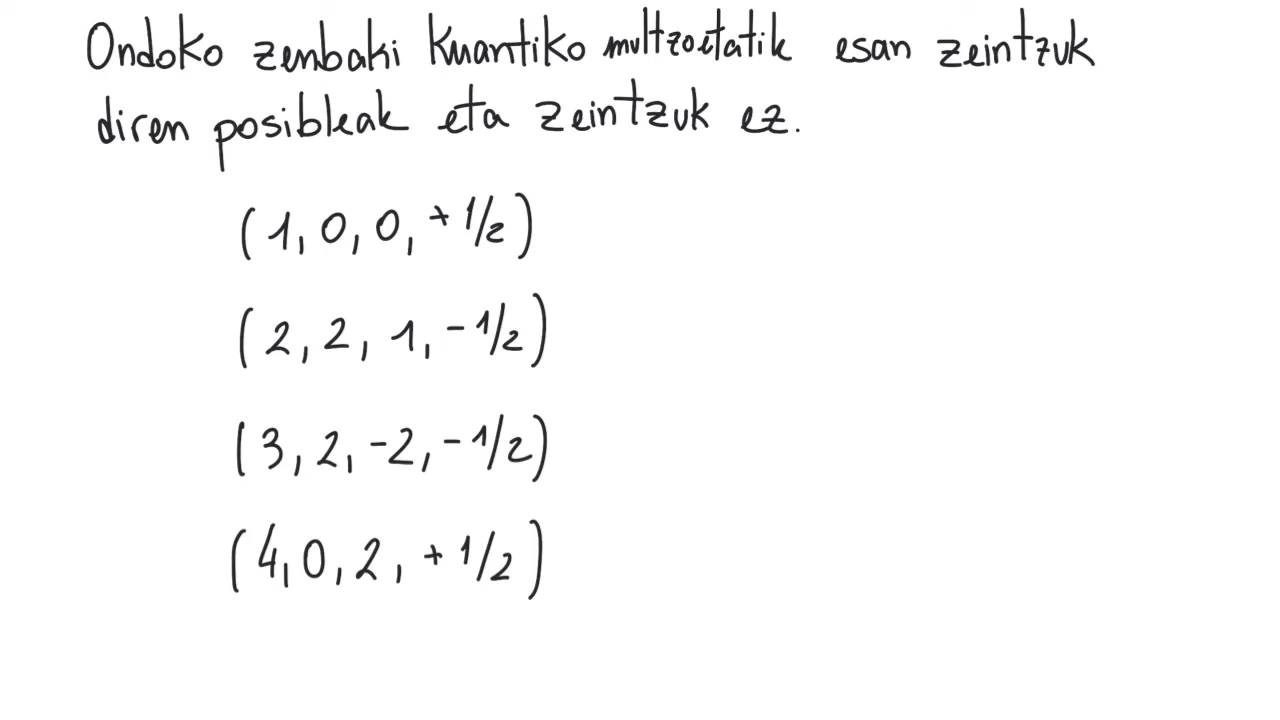 Ondoko zenbaki kuantiko multzoetatik esan zeintzuk
diren posibleak eta zeintzuk ez.
(1, 0, 0, +1/2)
(2, 2, 1, -1/2)
(3, 2, -2, -1/2)
(4, 0, 2, +1/2)